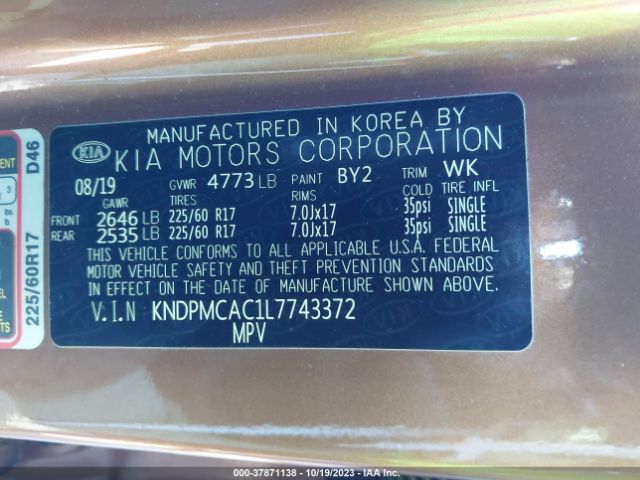 MANUFACTURED IN KOREA BY
KIA KIA MOTORS CORPORATION
08/19 GVWR 4773 LB PAINT BY2 TRIM WK
GAWR TIRES RIMS COLD TIRE INFL
FRONT 2646 LB 225/60 R17 7.0Jx17 35psi SINGLE
REAR 2535 LB 225/60 R17 7.0Jx17 35psi SINGLE
THIS VEHICLE CONFORMS TO ALL APPLICABLE U.S.A. FEDERAL
MOTOR VEHICLE SAFETY AND THEFT PREVENTION STANDARDS
IN EFFECT ON THE DATE OF MANUFACTURE SHOWN ABOVE.
V.I.N KNDPMCAC1L7743372
MPV
225/60R17 D46
3
lbs.
000-37871138 - 10/19/2023 - IAA Inc.